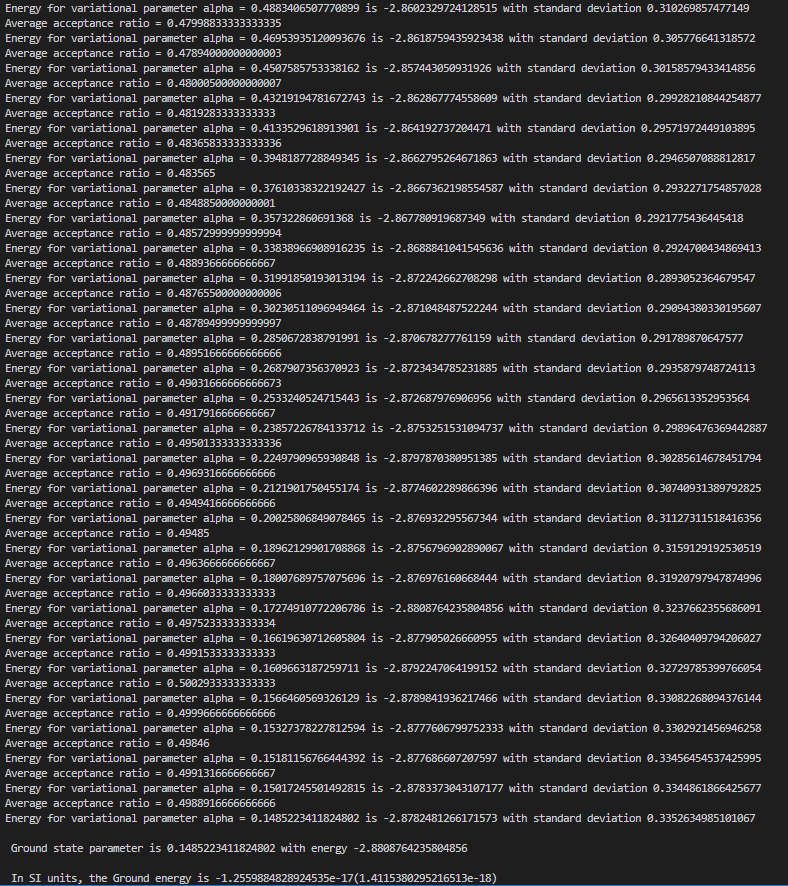 Energy for variational parameter alpha = 0.4883406507770899 is -2.8602329724128515 with standard deviation 0.310269857477149
Average acceptance ratio = 0.47998833333333335
Energy for variational parameter alpha = 0.46953935120093676 is -2.8618759435923438 with standard deviation 0.305776641318572
Average acceptance ratio = 0.47894000000000003
Energy for variational parameter alpha = 0.4507585753338162 is -2.857443050931926 with standard deviation 0.30158579433414856
Average acceptance ratio = 0.48000500000000007
Energy for variational parameter alpha = 0.43219194781672743 is -2.862867774558609 with standard deviation 0.29928210844254877
Average acceptance ratio = 0.4819283333333333
Energy for variational parameter alpha = 0.4133529618913901 is -2.864192737204471 with standard deviation 0.29571972449103895
Average acceptance ratio = 0.48365833333333336
Energy for variational parameter alpha = 0.3948187728849345 is -2.8662795264671863 with standard deviation 0.2946507088812817
Average acceptance ratio = 0.483565
Energy for variational parameter alpha = 0.37610338322192427 is -2.8667362198554587 with standard deviation 0.2932271754857028
Average acceptance ratio = 0.4848850000000001
Energy for variational parameter alpha = 0.357322860691368 is -2.867780919687349 with standard deviation 0.2921775436445418
Average acceptance ratio = 0.48572999999999994
Energy for variational parameter alpha = 0.33838966908916235 is -2.8688841041545636 with standard deviation 0.2924700434869413
Average acceptance ratio = 0.4889366666666667
Energy for variational parameter alpha = 0.31991850193013194 is -2.872242662708298 with standard deviation 0.2893052364679547
Average acceptance ratio = 0.48765500000000006
Energy for variational parameter alpha = 0.30230511096949464 is -2.871048487522244 with standard deviation 0.29094380330195607
Average acceptance ratio = 0.48789499999999997
Energy for variational parameter alpha = 0.2850672838791991 is -2.870678277761159 with standard deviation 0.291789870647577
Average acceptance ratio = 0.48951666666666666
Energy for variational parameter alpha = 0.2687907356370923 is -2.8723434785231885 with standard deviation 0.2935879748724113
Average acceptance ratio = 0.49031666666666673
Energy for variational parameter alpha = 0.2533240524715443 is -2.872687976906956 with standard deviation 0.2965613352953564
Average acceptance ratio = 0.4917916666666667
Energy for variational parameter alpha = 0.23857226784133712 is -2.8753251531094737 with standard deviation 0.29896476369442887
Average acceptance ratio = 0.49501333333333336
Energy for variational parameter alpha = 0.2249790965930848 is -2.8797870380951385 with standard deviation 0.30285614678451794
Average acceptance ratio = 0.4969316666666666
Energy for variational parameter alpha = 0.2121901750455174 is -2.8774602289866396 with standard deviation 0.30740931389792825
Average acceptance ratio = 0.4949416666666666
Energy for variational parameter alpha = 0.20025806849078465 is -2.876932295567344 with standard deviation 0.31127311518416356
Average acceptance ratio = 0.49485
Energy for variational parameter alpha = 0.18962129901708868 is -2.8756796902890067 with standard deviation 0.3159129192530519
Average acceptance ratio = 0.4963666666666667
Energy for variational parameter alpha = 0.18007689757075696 is -2.876976160668444 with standard deviation 0.31920797947874996
Average acceptance ratio = 0.4966033333333333
Energy for variational parameter alpha = 0.17274910772206786 is -2.8808764235804856 with standard deviation 0.3237662355686091
Average acceptance ratio = 0.4975233333333334
Energy for variational parameter alpha = 0.16619630712605804 is -2.877905026660955 with standard deviation 0.32640409794206027
Average acceptance ratio = 0.4991533333333333
Energy for variational parameter alpha = 0.1609663187259711 is -2.8792247064199152 with standard deviation 0.32729785399766054
Average acceptance ratio = 0.5002933333333333
Energy for variational parameter alpha = 0.1566460569326129 is -2.8789841936217466 with standard deviation 0.33082268094376144
Average acceptance ratio = 0.4999666666666666
Energy for variational parameter alpha = 0.15327378227812594 is -2.8777606799752333 with standard deviation 0.3302921456946258
Average acceptance ratio = 0.49846
Energy for variational parameter alpha = 0.15181156766444392 is -2.877686607207597 with standard deviation 0.33456454537425995
Average acceptance ratio = 0.4991316666666667
Energy for variational parameter alpha = 0.15017245501492815 is -2.8783373043107177 with standard deviation 0.3344861866425677
Average acceptance ratio = 0.4988916666666666
Energy for variational parameter alpha = 0.1485223411824802 is -2.8782481266171573 with standard deviation 0.3352634985101067
Ground state parameter is 0.1485223411824802 with energy -2.8808764235804856
In SI units, the Ground energy is -1.2559884828924535e-17(1.4115380295216513e-18)